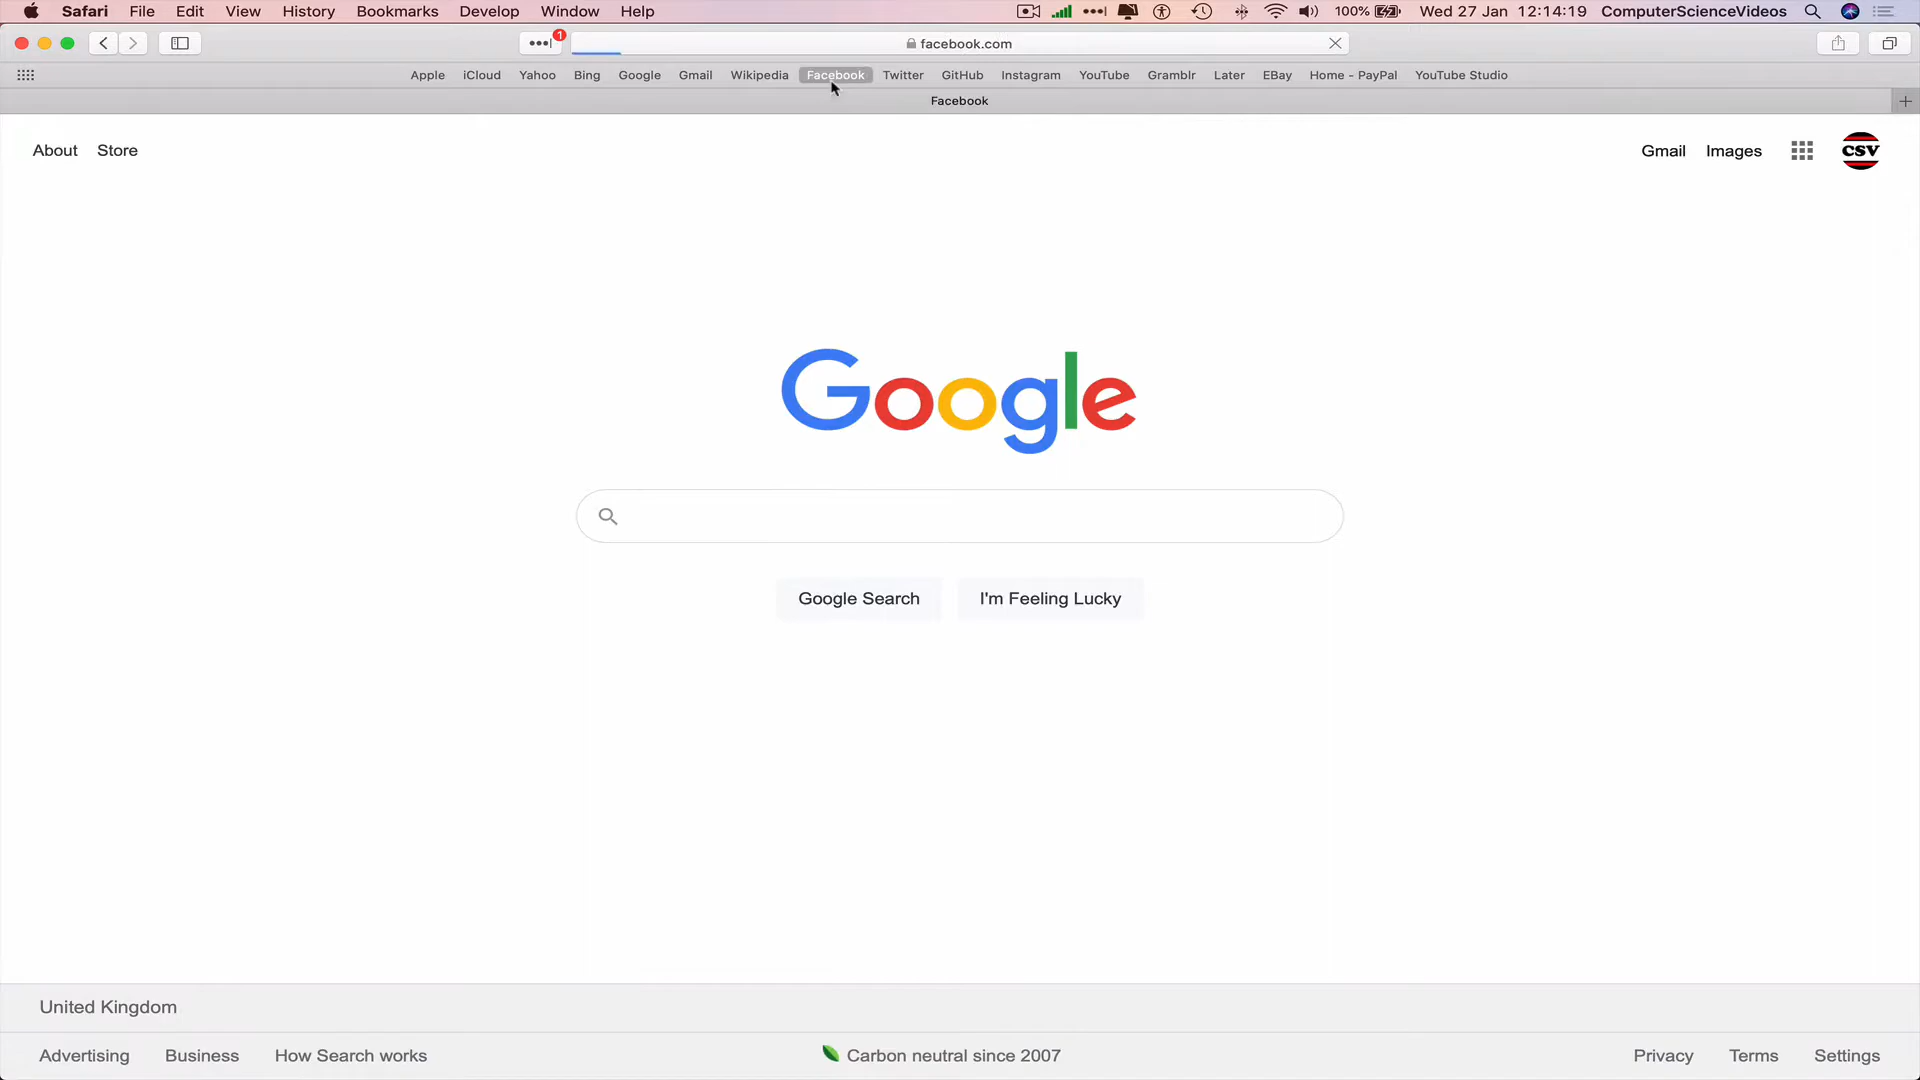 Safari File Edit View History Bookmarks Develop Window Help 100% Wed 27 Jan 12:14:19 ComputerScienceVideos
1 facebook.com
Apple iCloud Yahoo Bing Google Gmail Wikipedia Facebook Twitter GitHub Instagram YouTube Gramblr Later EBay Home - PayPal YouTube Studio
Facebook
About Store Gmail Images CSV
Google
Google Search I'm Feeling Lucky
United Kingdom
Advertising Business How Search works Carbon neutral since 2007 Privacy Terms Settings